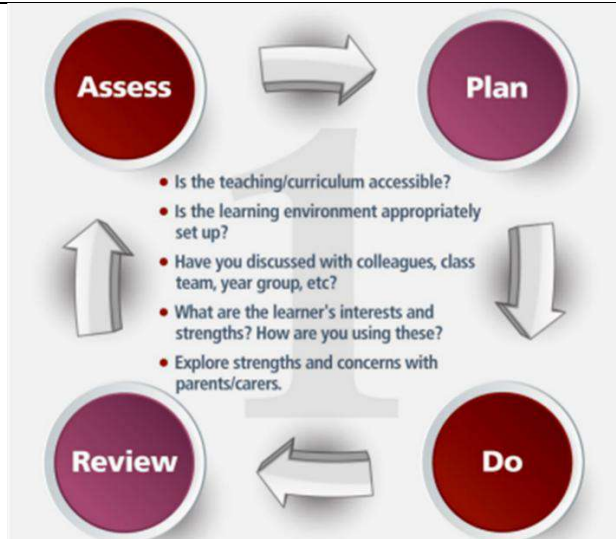 Assess
Plan
1
• Is the teaching/curriculum accessible?
• Is the learning environment appropriately
set up?
• Have you discussed with colleagues, class
team, year group, etc?
• What are the learner's interests and
strengths? How are you using these?
• Explore strengths and concerns with
parents/carers.
Review
Do